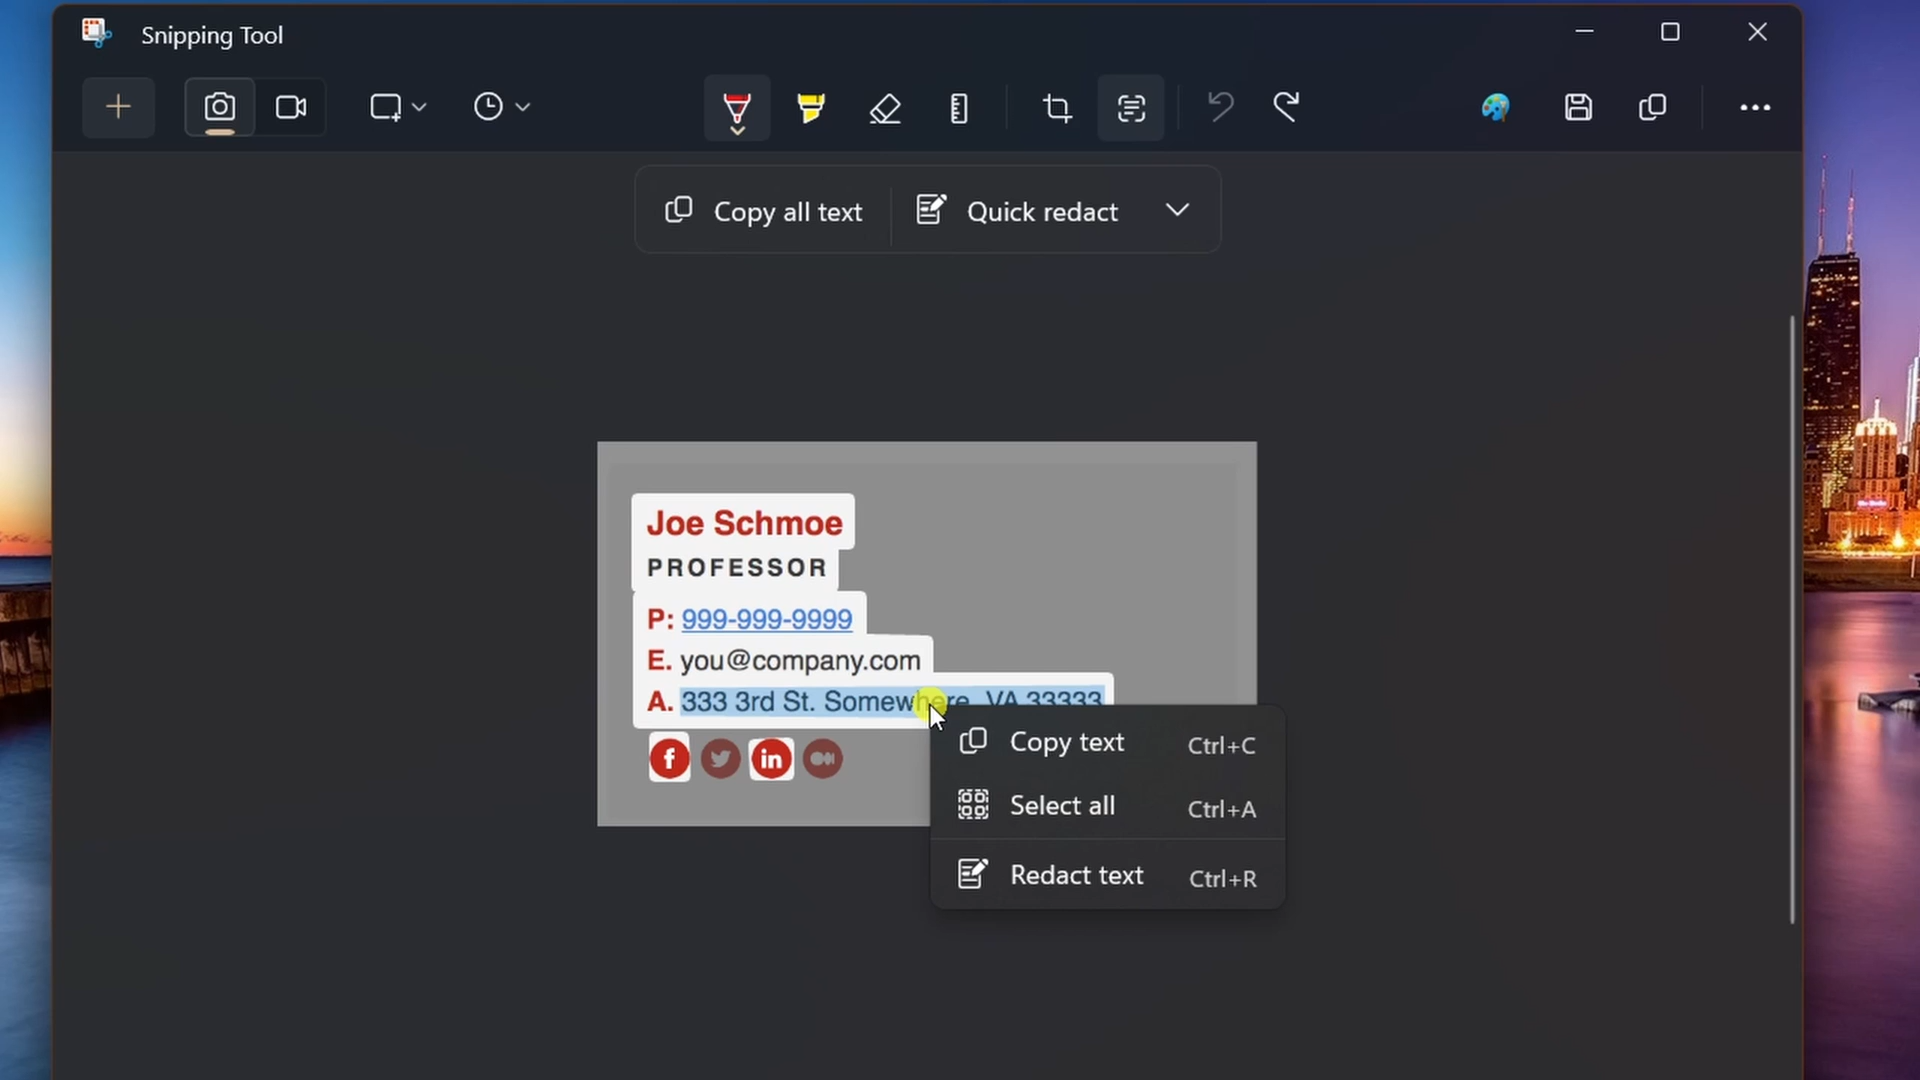 Snipping Tool
Copy all text
Quick redact
Joe Schmoe
PROFESSOR
P: 999-999-9999
E. you@company.com
A. 333 3rd St. Somewhere, VA 33333
f in
Copy text Ctrl+C
Select all Ctrl+A
Redact text Ctrl+R